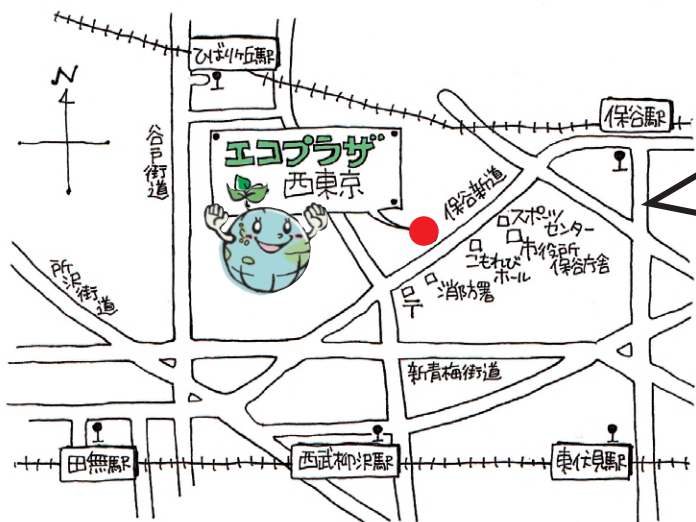 ひばりヶ丘駅
N
保谷駅
谷戸街道
エコプラザ
西東京
保谷新道
スポーツ
センター
市役所
保谷庁舎
こもれび
ホール
消防署
〒
所沢街道
新青梅街道
田無駅
西武柳沢駅
東伏見駅